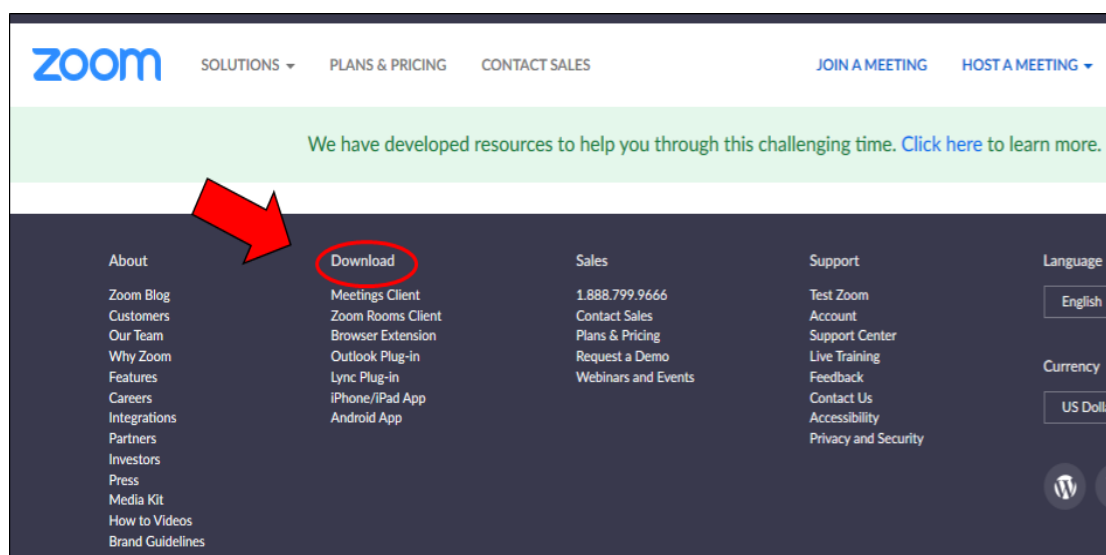 zoom SOLUTIONS PLANS & PRICING CONTACT SALES JOIN A MEETING HOST A MEETING
We have developed resources to help you through this challenging time. Click here to learn more.
About
Zoom Blog
Customers
Our Team
Why Zoom
Features
Careers
Integrations
Partners
Investors
Press
Media Kit
How to Videos
Brand Guidelines
Download
Meetings Client
Zoom Rooms Client
Browser Extension
Outlook Plug-in
Lync Plug-in
iPhone/iPad App
Android App
Sales
1.888.799.9666
Contact Sales
Plans & Pricing
Request a Demo
Webinars and Events
Support
Test Zoom
Account
Support Center
Live Training
Feedback
Contact Us
Accessibility
Privacy and Security
Language
English
Currency
US